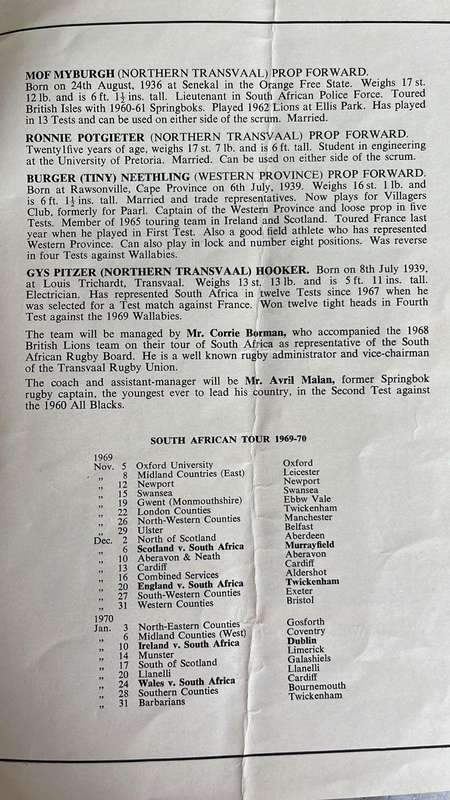 MOF MYBURGH (NORTHERN TRANSVAAL) PROP FORWARD.
Born on 24th August, 1936 at Senekal in the Orange Free State. Weighs 17 st.
12 lb. and is 6 ft. 1½ ins. tall. Lieutenant in South African Police Force. Toured
British Isles with 1960-61 Springboks. Played 1962 Lions at Ellis Park. Has played
in 13 Tests and can be used on either side of the scrum. Married.
RONNIE POTGIETER (NORTHERN TRANSVAAL) PROP FORWARD.
Twentyfive years of age, weighs 17 st. 7 lb. and is 6 ft. tall. Student in engineering
at the University of Pretoria. Married. Can be used on either side of the scrum.
BURGER (TINY) NEETHLING (WESTERN PROVINCE) PROP FORWARD.
Born at Rawsonville, Cape Province on 6th July, 1939. Weighs 16 st. 1 lb. and
is 6 ft. 1½ ins. tall. Married and trade representatives. Now plays for Villagers
Club, formerly for Paarl. Captain of the Western Province and loose prop in five
Tests. Member of 1965 touring team in Ireland and Scotland. Toured France last
year when he played in First Test. Also a good field athlete who has represented
Western Province. Can also play in lock and number eight positions. Was reverse
in four Tests against Wallabies.
GYS PITZER (NORTHERN TRANSVAAL) HOOKER. Born on 8th July 1939,
at Louis Trichardt, Transvaal. Weighs 13 st. 13 lb. and is 5 ft. 11 ins. tall.
Electrician. Has represented South Africa in twelve Tests since 1967 when he
was selected for a Test match against France. Won twelve tight heads in Fourth
Test against the 1969 Wallabies.
The team will be managed by Mr. Corrie Borman, who accompanied the 1968
British Lions team on their tour of South Africa as representative of the South
African Rugby Board. He is a well known rugby administrator and vice-chairman
of the Transvaal Rugby Union.
The coach and assistant-manager will be Mr. Avril Malan, former Springbok
rugby captain, the youngest ever to lead his country, in the Second Test against
the 1960 All Blacks.
SOUTH AFRICAN TOUR 1969-70
1969
Nov. 5 Oxford University Oxford
„ 8 Midland Countries (East) Leicester
„ 12 Newport Newport
„ 15 Swansea Swansea
„ 19 Gwent (Monmouthshire) Ebbw Vale
„ 22 London Counties Twickenham
„ 26 North-Western Counties Manchester
„ 29 Ulster Belfast
Dec. 2 North of Scotland Aberdeen
„ 6 Scotland v. South Africa Murrayfield
„ 10 Aberavon & Neath Aberavon
„ 13 Cardiff Cardiff
„ 16 Combined Services Aldershot
„ 20 England v. South Africa Twickenham
„ 27 South-Western Counties Exeter
„ 31 Western Counties Bristol
1970
Jan. 3 North-Eastern Counties Gosforth
„ 6 Midland Counties (West) Coventry
„ 10 Ireland v. South Africa Dublin
„ 14 Munster Limerick
„ 17 South of Scotland Galashiels
„ 20 Llanelli Llanelli
„ 24 Wales v. South Africa Cardiff
„ 28 Southern Counties Bournemouth
„ 31 Barbarians Twickenham